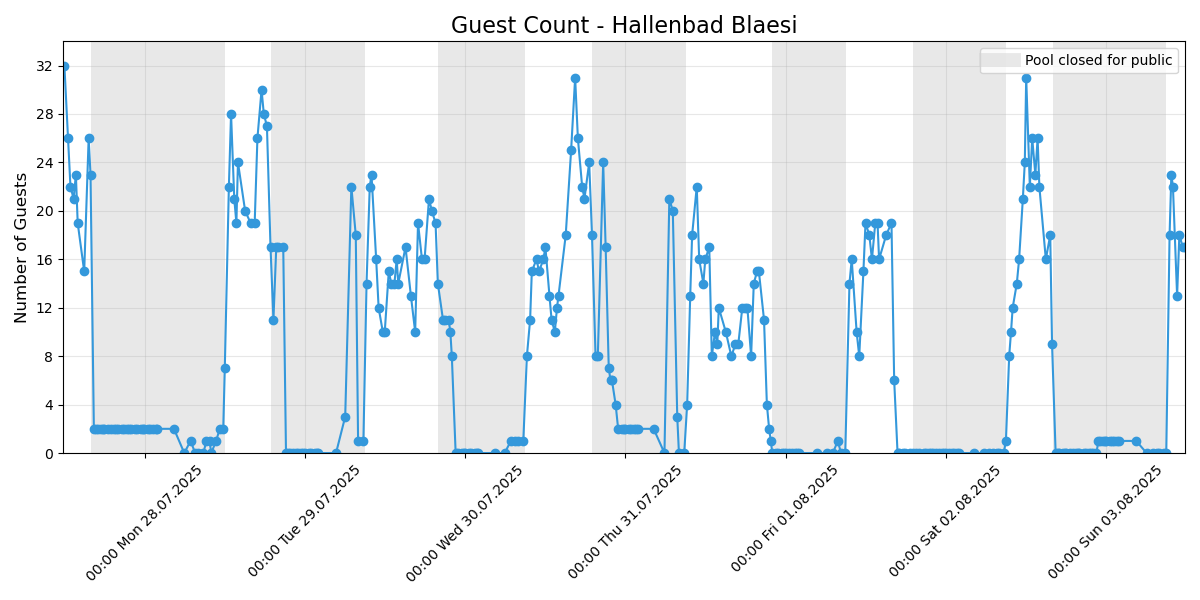 Guest Count - Hallenbad Blaesi
Pool closed for public
Number of Guests
32
28
24
20
16
12
8
4
0
00:00 Mon 28.07.2025
00:00 Tue 29.07.2025
00:00 Wed 30.07.2025
00:00 Thu 31.07.2025
00:00 Fri 01.08.2025
00:00 Sat 02.08.2025
00:00 Sun 03.08.2025